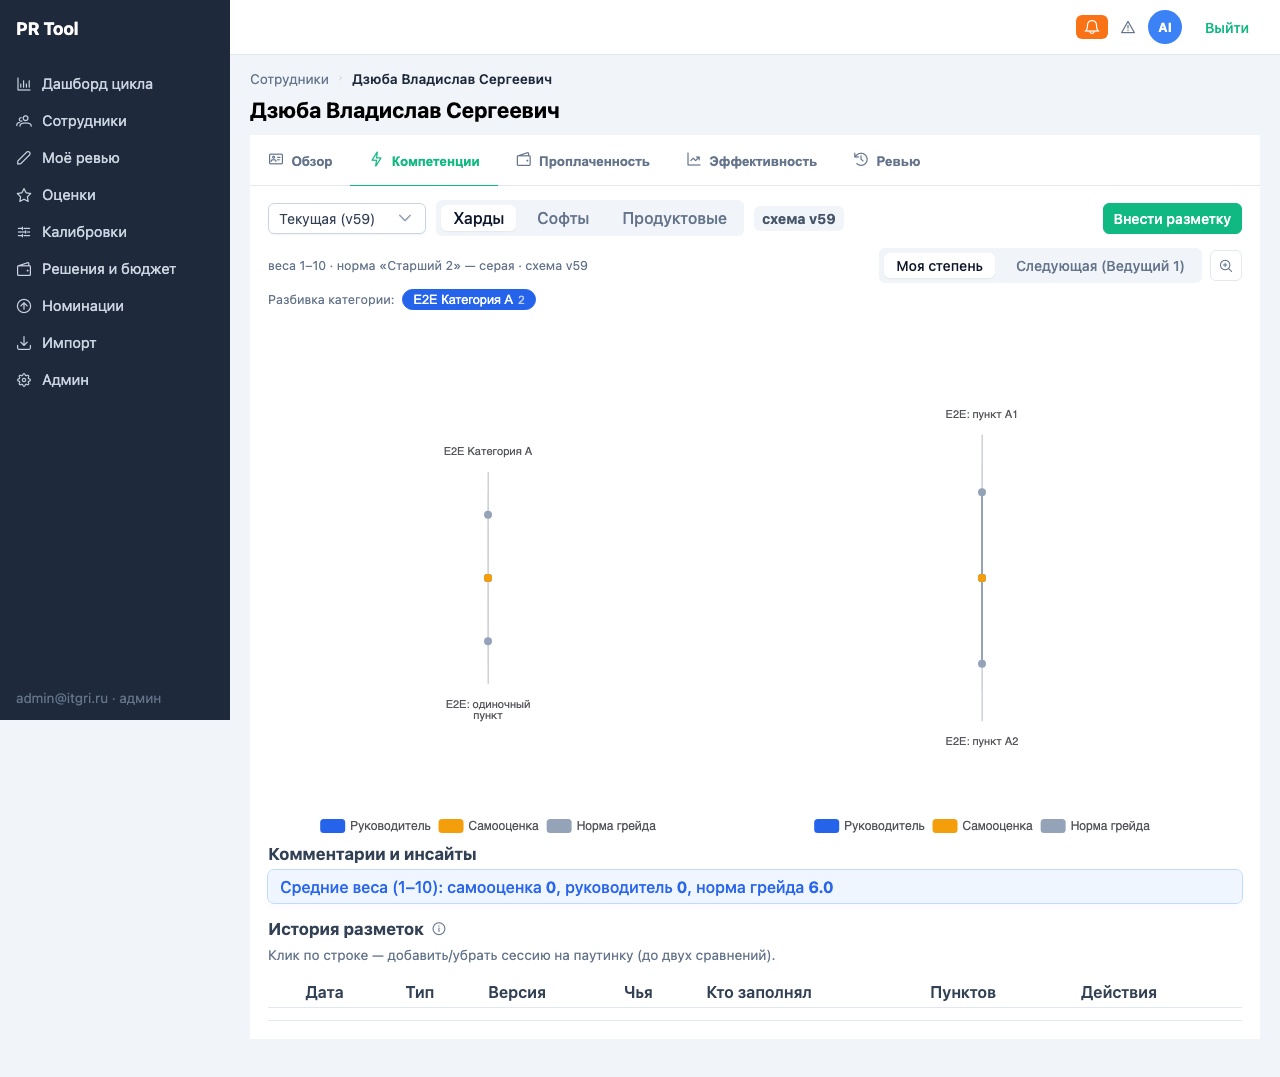 PR Tool
AI
Выйти
Дашборд цикла
Сотрудники
Моё ревью
Оценки
Калибровки
Решения и бюджет
Номинации
Импорт
Админ
admin@itgri.ru · админ
Сотрудники
Дзюба Владислав Сергеевич
Дзюба Владислав Сергеевич
Обзор
Компетенции
Проплаченность
Эффективность
Ревью
Текущая (v59)
Харды
Софты
Продуктовые
схема v59
Внести разметку
веса 1–10 · норма «Старший 2» — серая · схема v59
Моя степень
Следующая (Ведущий 1)
Разбивка категории:
E2E Категория A 2
E2E Категория A
E2E: одиночный
пункт
E2E: пункт A1
E2E: пункт A2
Руководитель
Самооценка
Норма грейда
Руководитель
Самооценка
Норма грейда
Комментарии и инсайты
Средние веса (1–10): самооценка 0, руководитель 0, норма грейда 6.0
История разметок
Клик по строке — добавить/убрать сессию на паутинку (до двух сравнений).
Дата
Тип
Версия
Чья
Кто заполнял
Пунктов
Действия